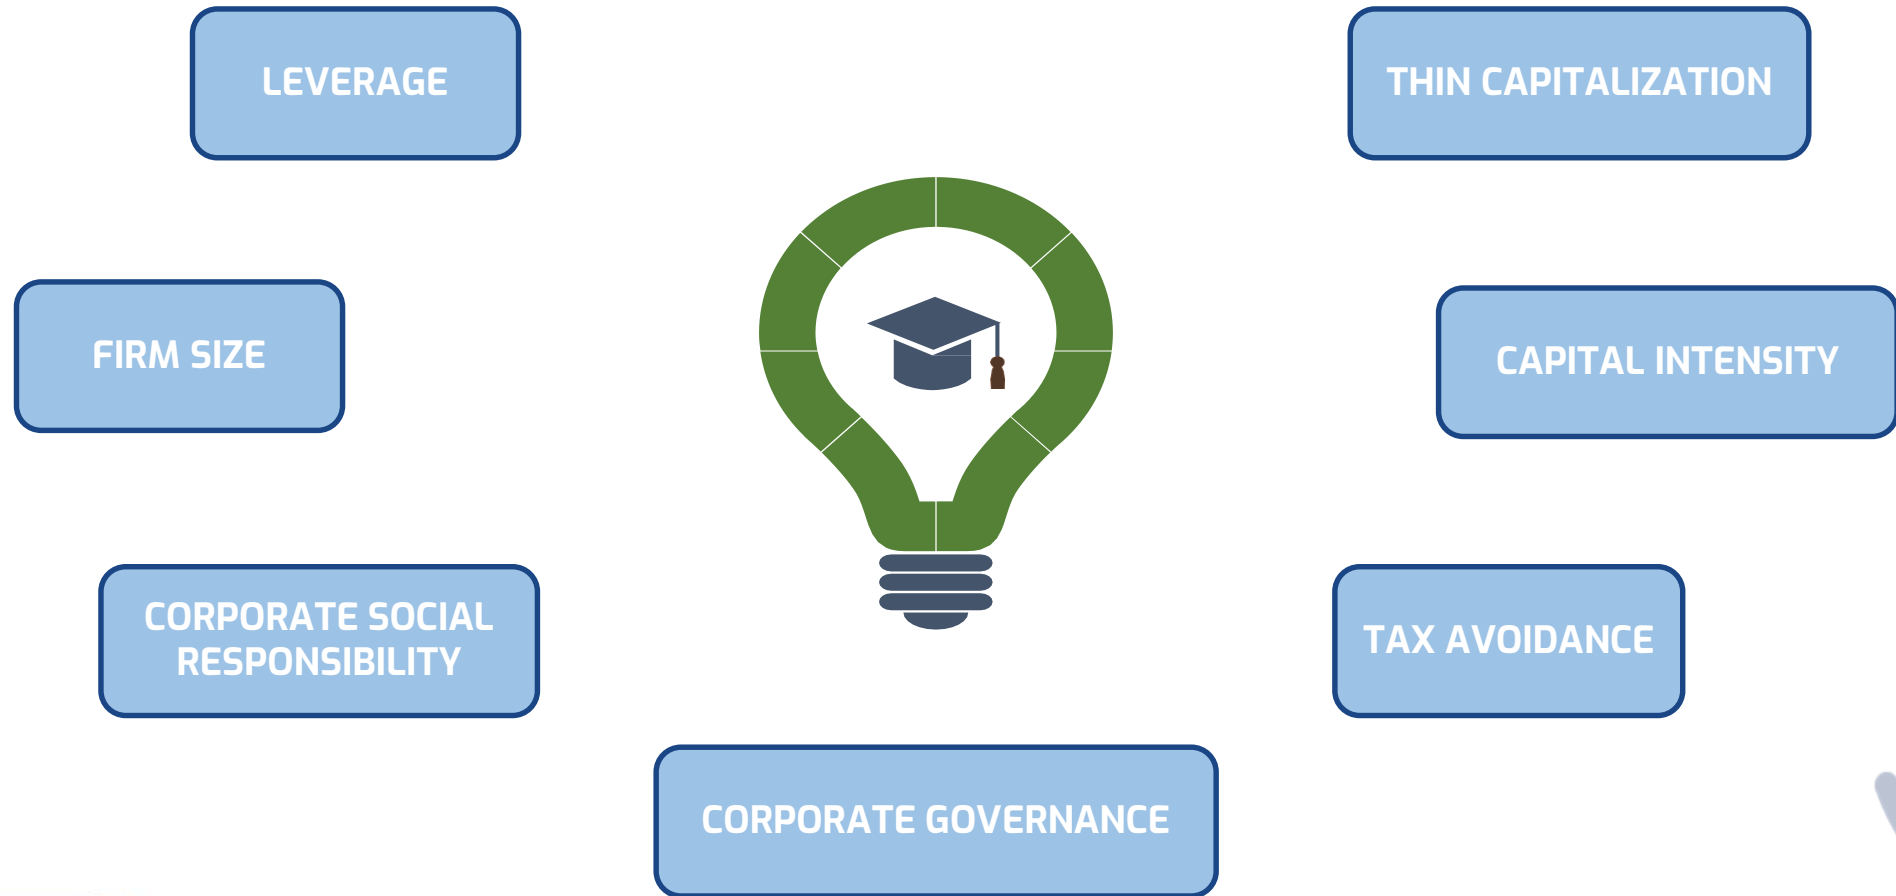 LEVERAGE
THIN CAPITALIZATION
FIRM SIZE
CAPITAL INTENSITY
CORPORATE SOCIAL
RESPONSIBILITY
TAX AVOIDANCE
CORPORATE GOVERNANCE